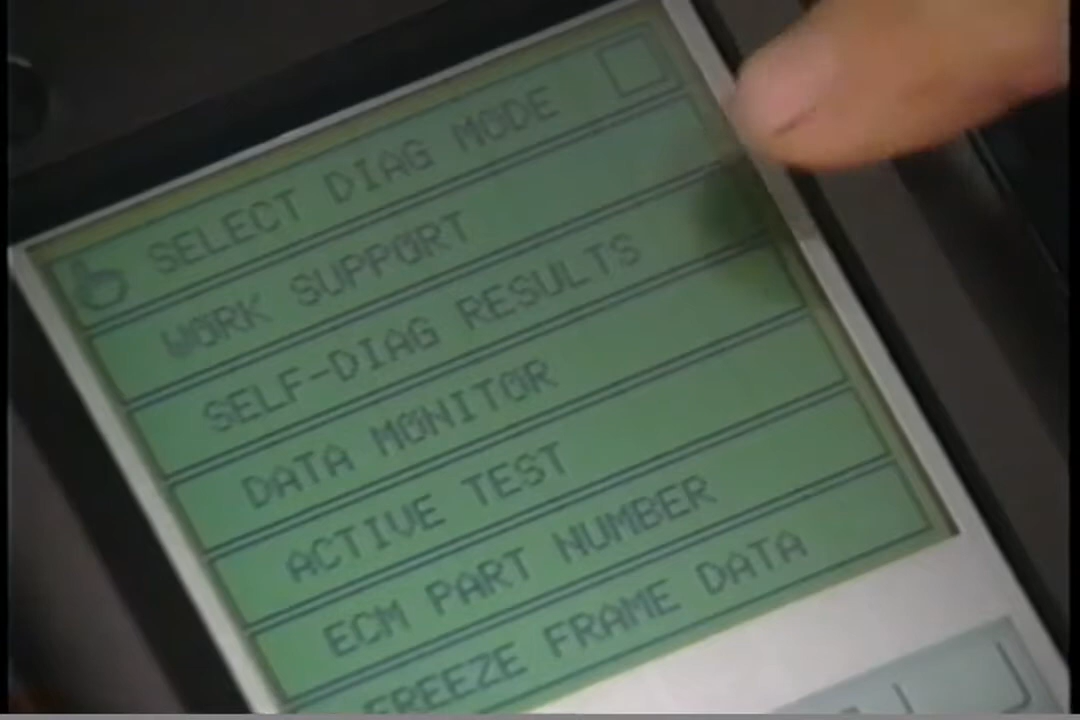 SELECT DIAG MODE
WORK SUPPORT
SELF-DIAG RESULTS
DATA MONITOR
ACTIVE TEST
ECM PART NUMBER
FREEZE FRAME DATA